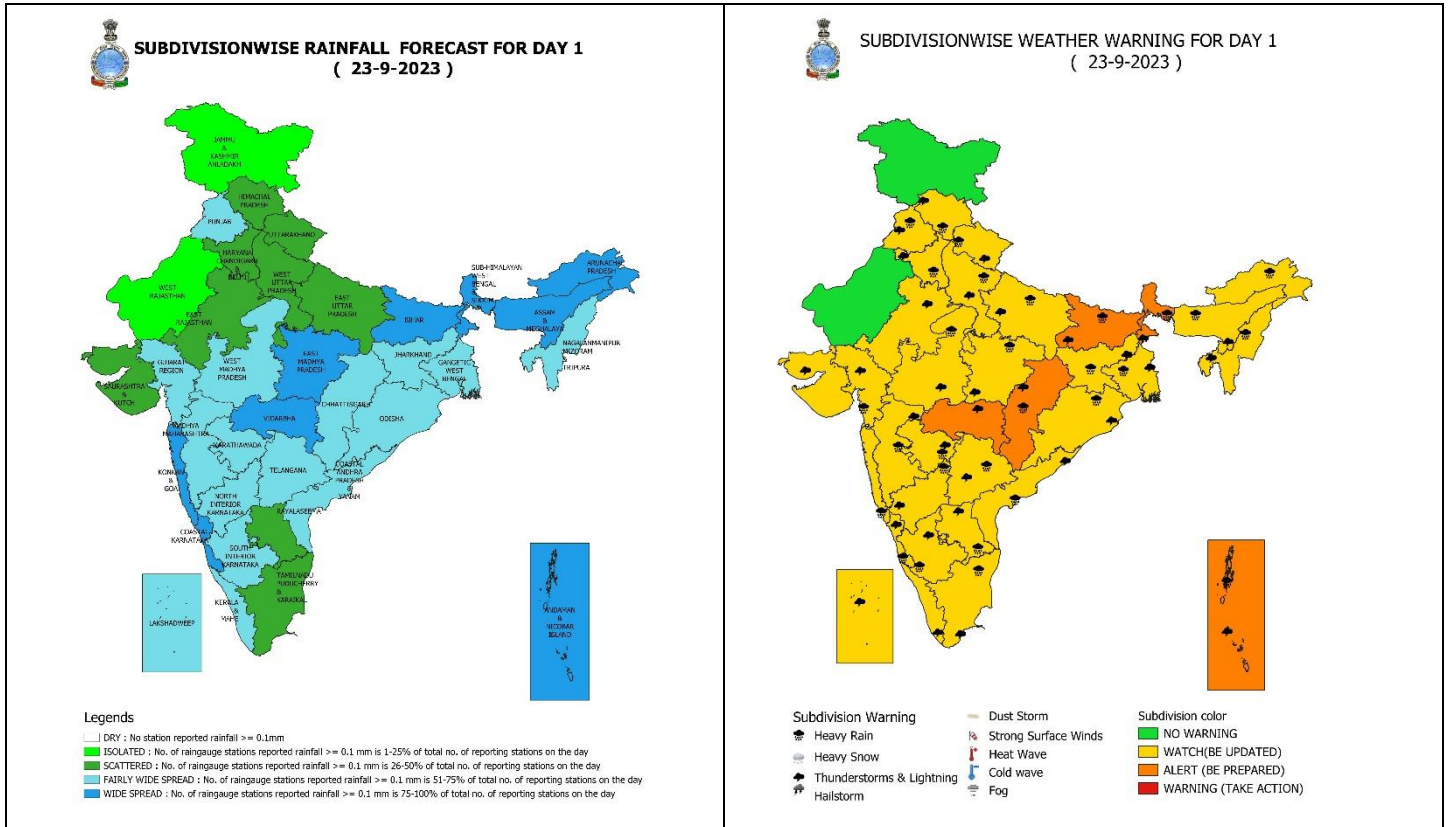 SUBDIVISIONWISE RAINFALL FORECAST FOR DAY 1
( 23-9-2023 )
JAMMU
&
KASHMIR
ANLADAKH
HIMACHAL
PRADESH
PUNJAB
UTTARAKHAND
HARYANA
CHANDIGARH
&
DELHI
WEST
UTTAR
PRADESH
WEST
RAJASTHAN
EAST
RAJASTHAN
EAST
UTTAR
PRADESH
SUB-HIMALAYAN
WEST
BENGAL
&
SIKKIM
ARUNACHAL
PRADESH
BIHAR
ASSAM
&
MEGHALAYA
NAGALANMANIPUR
MIZORAM
&
TRIPURA
GUJARAT
REGION
WEST
MADHYA
PRADESH
EAST
MADHYA
PRADESH
JHARKHAND
GANGETIC
WEST
BENGAL
SAURASHTRA
&
KUTCH
VIDARBHA
CHHATTISGARH
ODISHA
MADHYA
MAHARASHTRA
MARATHAWADA
KONKAN
&
GOA
TELANGANA
COASTAL
ANDHRA
PRADESH
&
YANAM
NORTH
INTERIOR
KARNATAKA
RAYALASEEMA
COASTAL
KARNATAKA
SOUTH
INTERIOR
KARNATAKA
TAMILNADU
PUDUCHERRY
&
KARAIKAL
KERALA
&
MAHE
LAKSHADWEEP
ANDAMAN
&
NICOBAR
ISLAND
Legends
DRY : No station reported rainfall >= 0.1mm
ISOLATED : No. of raingauge stations reported rainfall >= 0.1 mm is 1-25% of total no. of reporting stations on the day
SCATTERED : No. of raingauge stations reported rainfall >= 0.1 mm is 26-50% of total no. of reporting stations on the day
FAIRLY WIDE SPREAD : No. of raingauge stations reported rainfall >= 0.1 mm is 51-75% of total no. of reporting stations on the day
WIDE SPREAD : No. of raingauge stations reported rainfall >= 0.1 mm is 75-100% of total no. of reporting stations on the day
SUBDIVISIONWISE WEATHER WARNING FOR DAY 1
( 23-9-2023 )
Subdivision Warning
Heavy Rain
Heavy Snow
Thunderstorms & Lightning
Hailstorm
Dust Storm
Strong Surface Winds
Heat Wave
Cold wave
Fog
Subdivision color
NO WARNING
WATCH(BE UPDATED)
ALERT (BE PREPARED)
WARNING (TAKE ACTION)